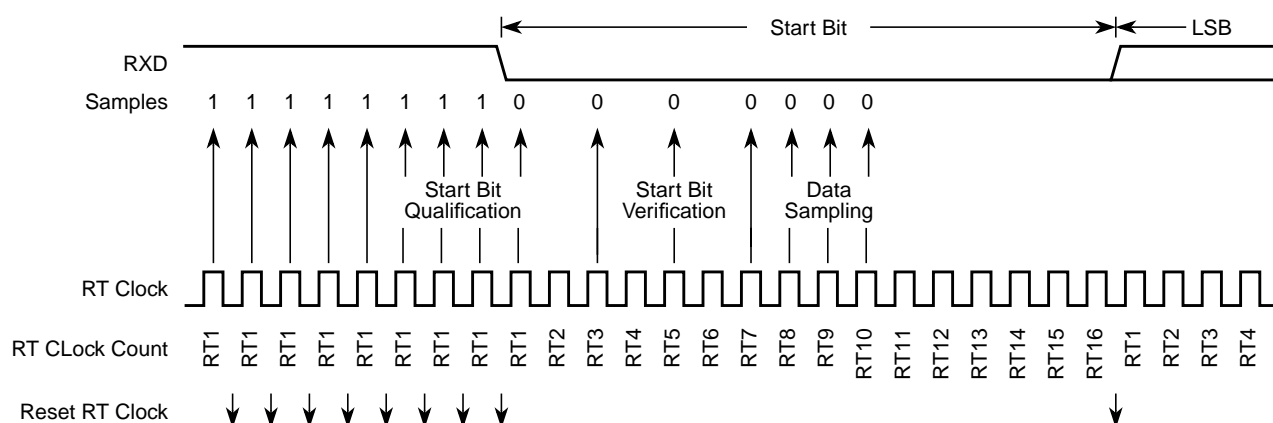 Start Bit
LSB
RXD
Samples 1 1 1 1 1 1 1 1 0 0 0 0 0 0 0
Start Bit Qualification
Start Bit Verification
Data Sampling
RT Clock
RT CLock Count RT1 RT1 RT1 RT1 RT1 RT1 RT1 RT1 RT1 RT2 RT3 RT4 RT5 RT6 RT7 RT8 RT9 RT10 RT11 RT12 RT13 RT14 RT15 RT16 RT1 RT2 RT3 RT4
Reset RT Clock